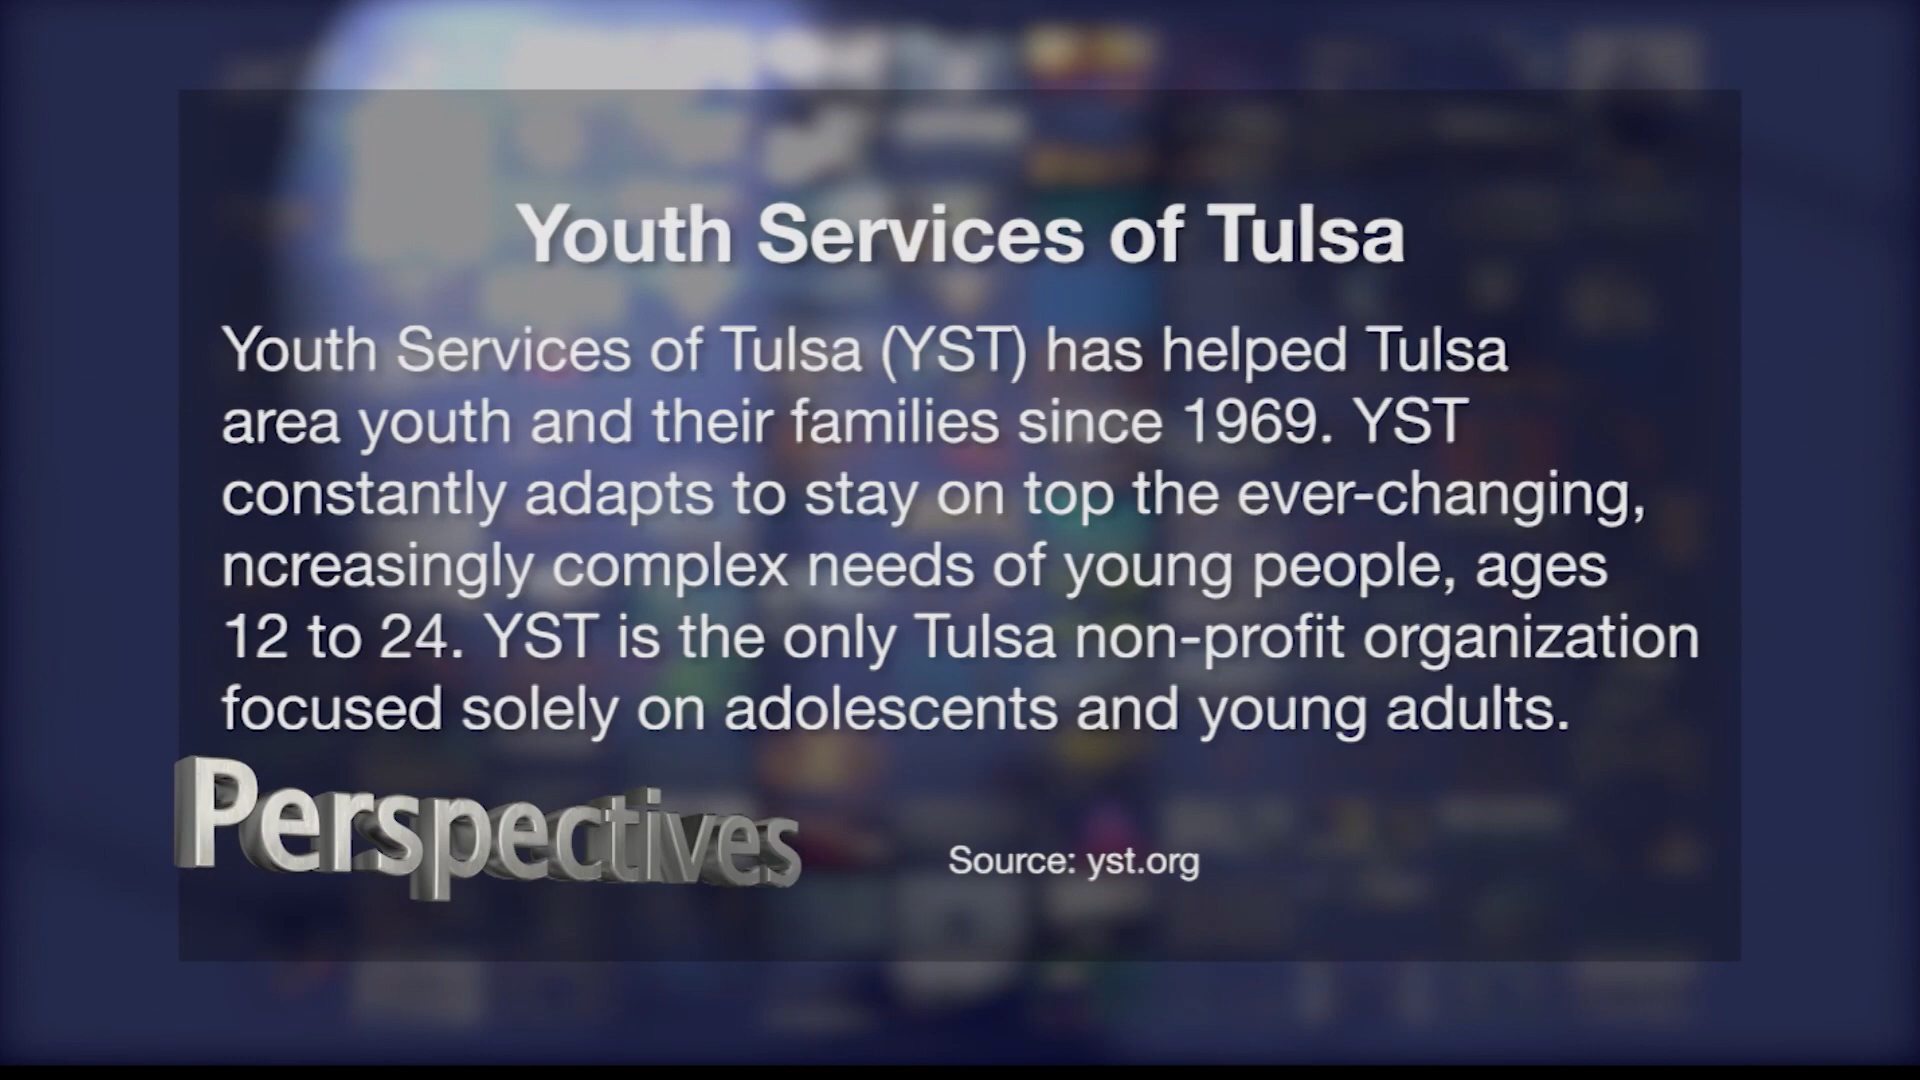 Youth Services of Tulsa
Youth Services of Tulsa (YST) has helped Tulsa
area youth and their families since 1969. YST
constantly adapts to stay on top the ever-changing,
ncreasingly complex needs of young people, ages
12 to 24. YST is the only Tulsa non-profit organization
focused solely on adolescents and young adults.
Perspectives
Source: yst.org